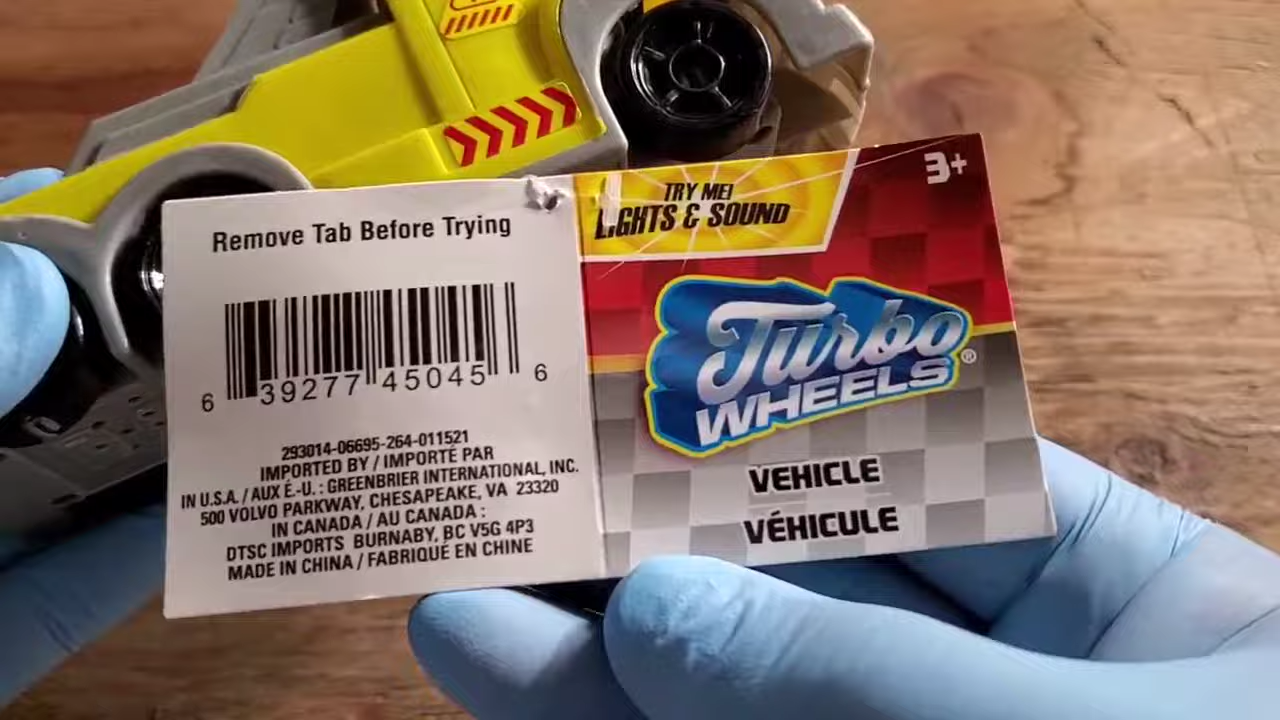 Remove Tab Before Trying
6 39277 45045 6
293014-06695-264-011521
IMPORTED BY / IMPORTÉ PAR
IN U.S.A. / AUX É.-U. : GREENBRIER INTERNATIONAL, INC.
500 VOLVO PARKWAY, CHESAPEAKE, VA 23320
IN CANADA / AU CANADA :
DTSC IMPORTS BURNABY, BC V5G 4P3
MADE IN CHINA / FABRIQUÉ EN CHINE
TRY ME!
LIGHTS & SOUND
3+
Turbo
WHEELS®
VEHICLE
VÉHICULE